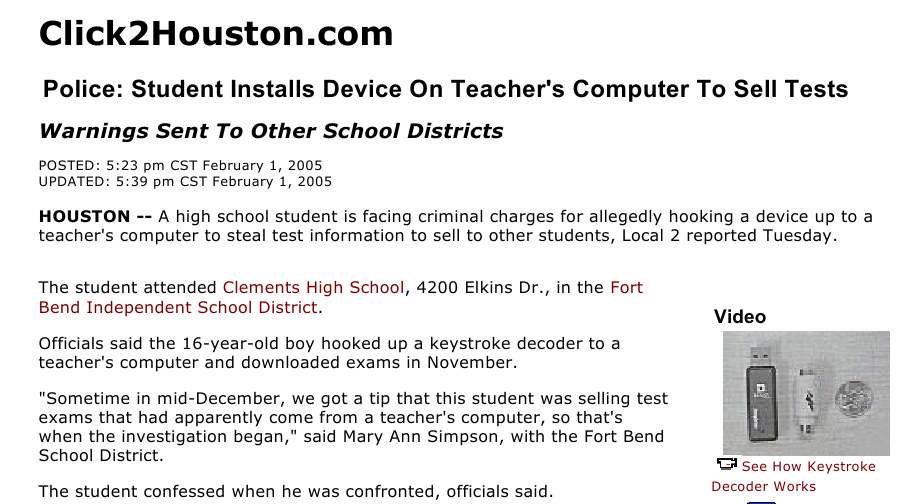 Click2Houston.com
Police: Student Installs Device On Teacher's Computer To Sell Tests
Warnings Sent To Other School Districts
POSTED: 5:23 pm CST February 1, 2005
UPDATED: 5:39 pm CST February 1, 2005
HOUSTON -- A high school student is facing criminal charges for allegedly hooking a device up to a
teacher's computer to steal test information to sell to other students, Local 2 reported Tuesday.
The student attended Clements High School, 4200 Elkins Dr., in the Fort
Bend Independent School District.
Officials said the 16-year-old boy hooked up a keystroke decoder to a
teacher's computer and downloaded exams in November.
"Sometime in mid-December, we got a tip that this student was selling test
exams that had apparently come from a teacher's computer, so that's
when the investigation began," said Mary Ann Simpson, with the Fort Bend
School District.
The student confessed when he was confronted, officials said.
Video
See How Keystroke
Decoder Works